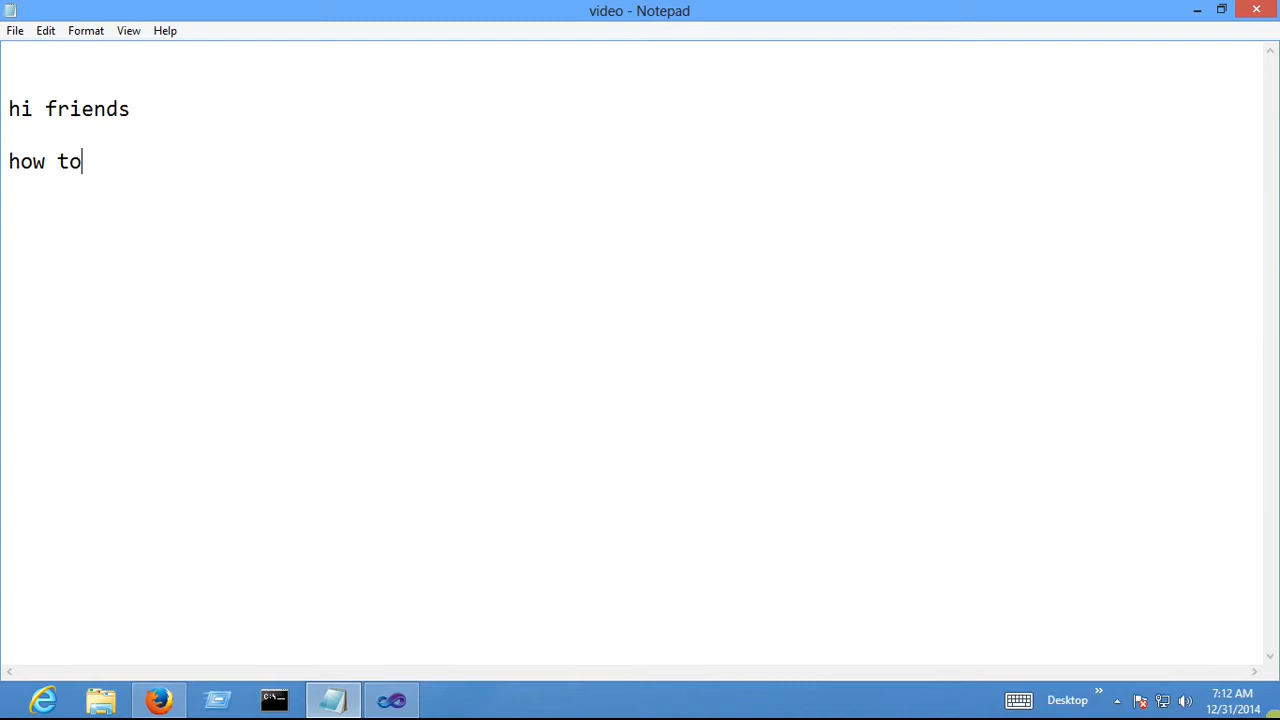 video - Notepad
File Edit Format View Help
hi friends
how to
C:\_
Desktop »
7:12 AM
12/31/2014